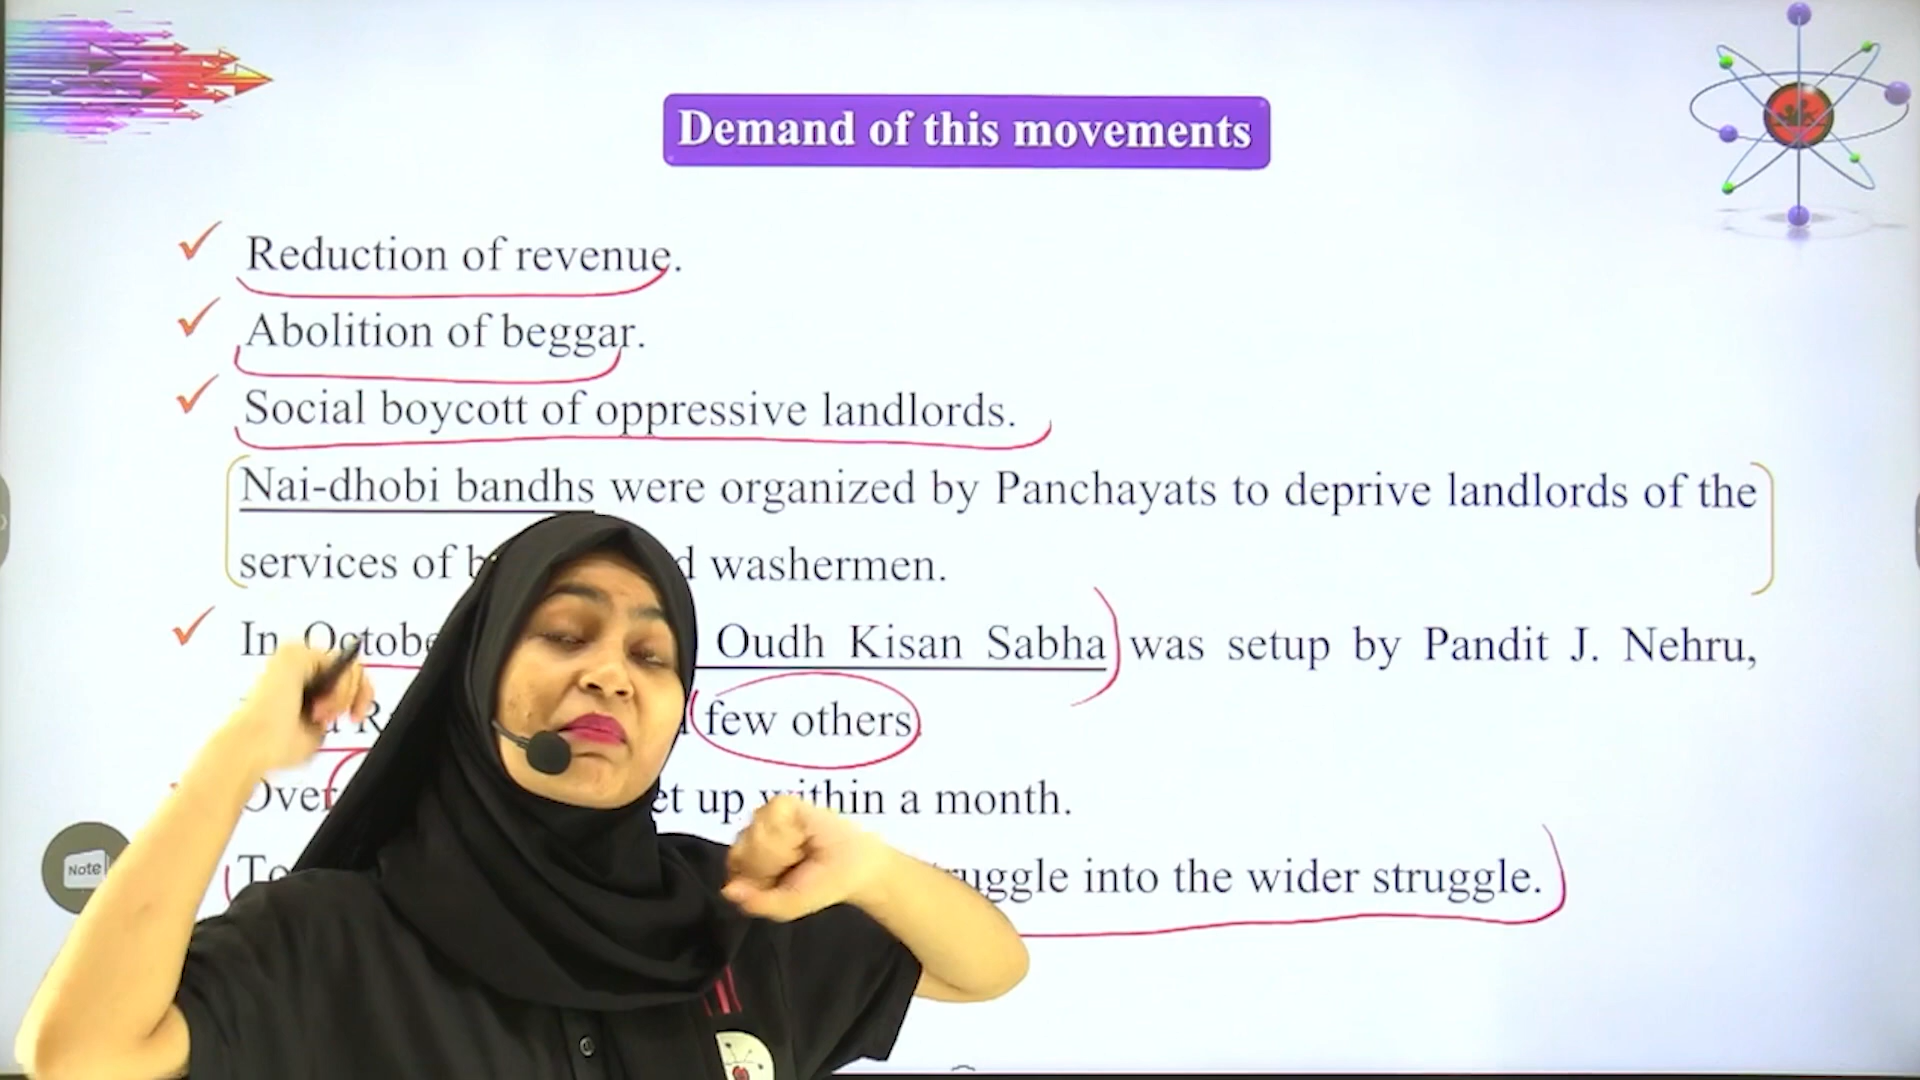 Demand of this movements
Reduction of revenue.
Abolition of beggar.
Social boycott of oppressive landlords.
Nai-dhobi bandhs were organized by Panchayats to deprive landlords of the
services of washermen.
In Oudh Kisan Sabha was setup by Pandit J. Nehru,
few others
Over up within a month.
into the wider struggle.
Note